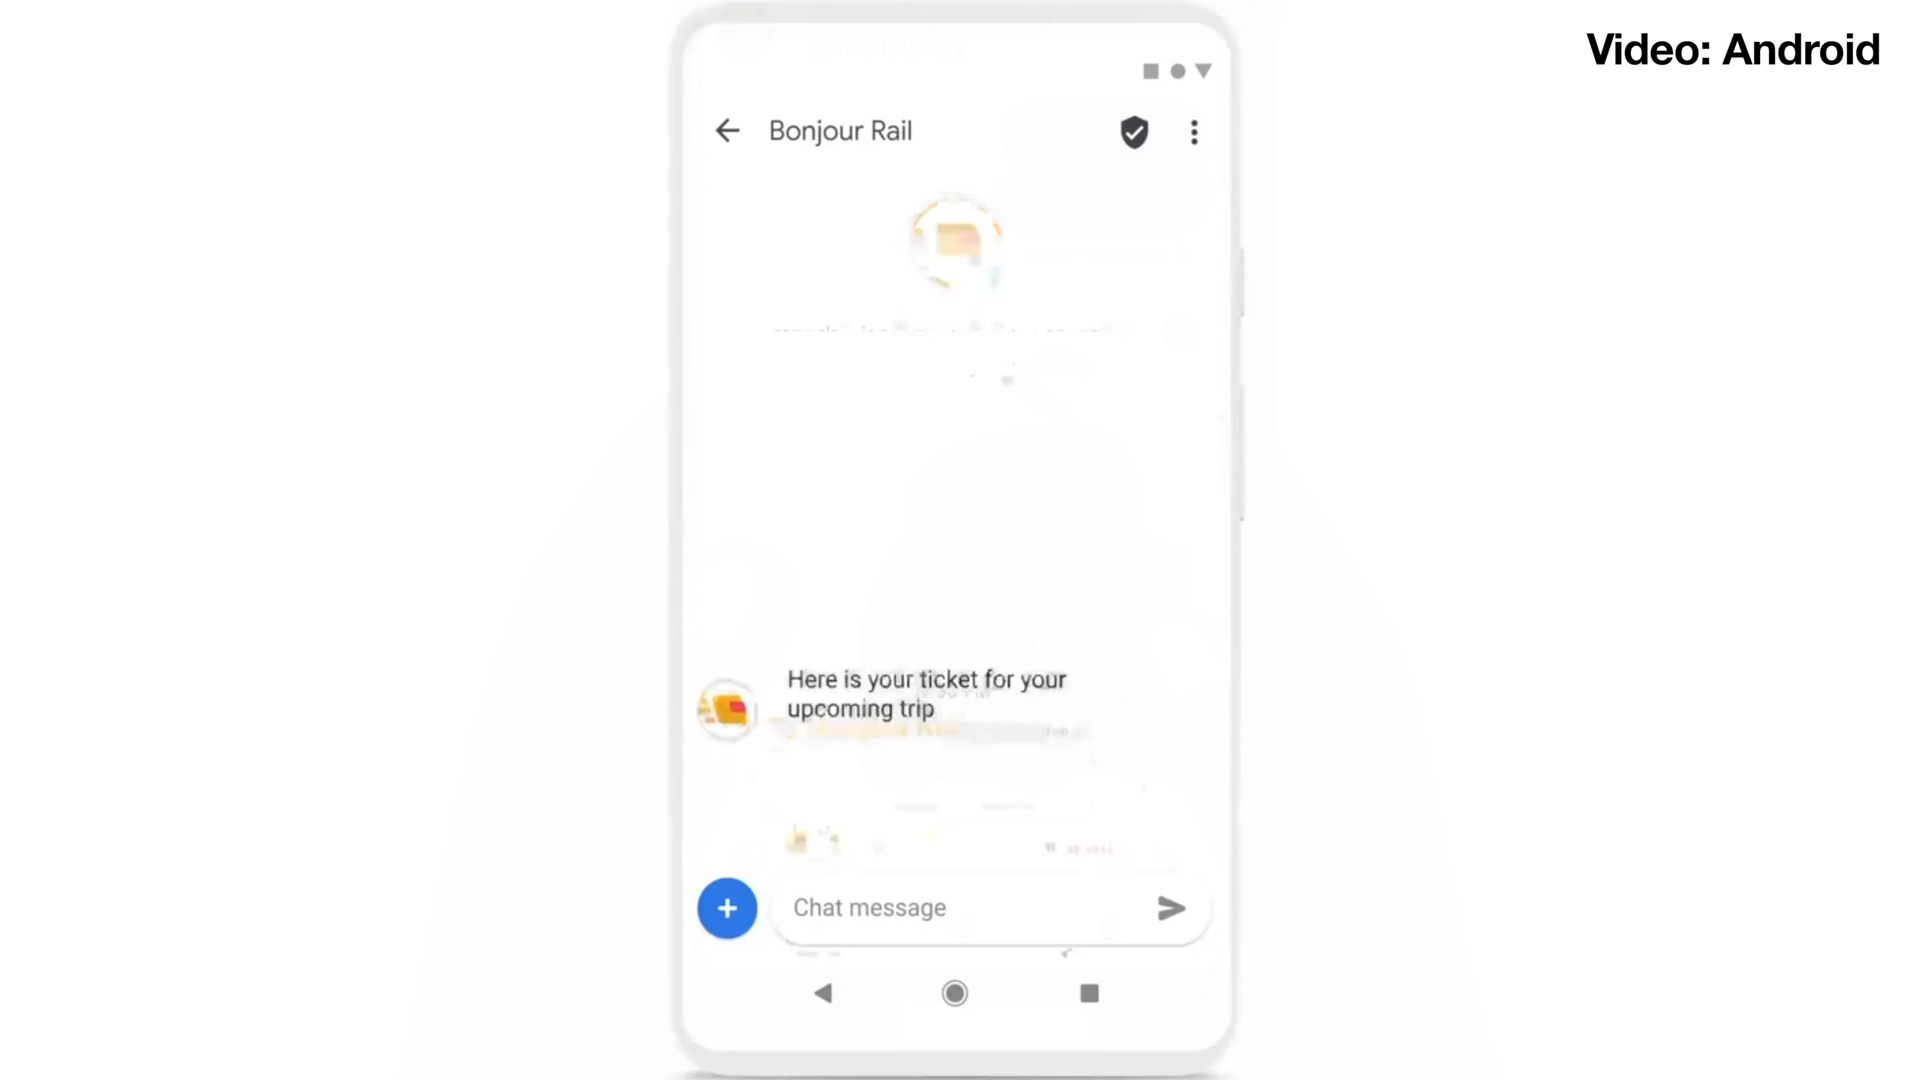 Video: Android
Bonjour Rail
Here is your ticket for your
upcoming trip
Chat message